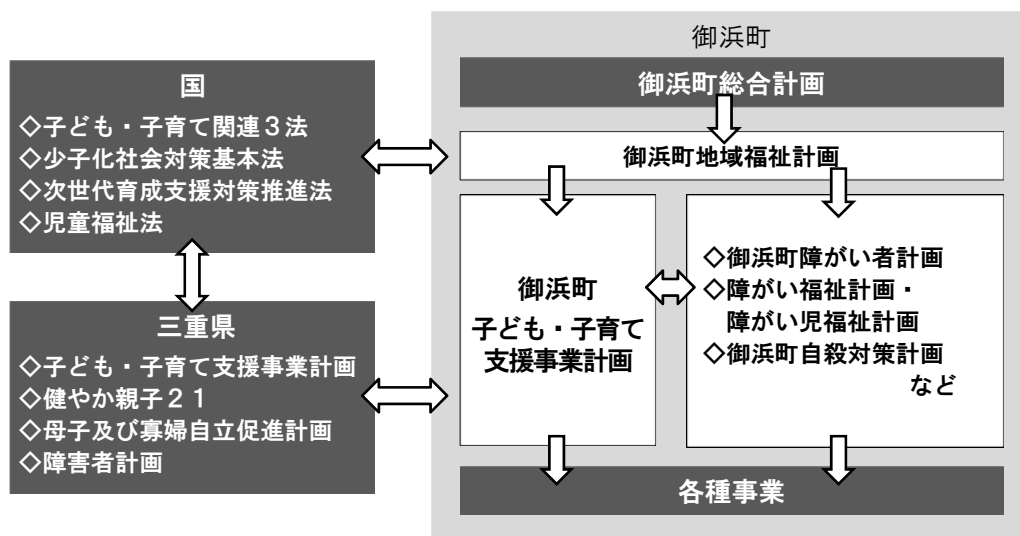 国
◇子ども・子育て関連３法
◇少子化社会対策基本法
◇次世代育成支援対策推進法
◇児童福祉法
三重県
◇子ども・子育て支援事業計画
◇健やか親子２１
◇母子及び寡婦自立促進計画
◇障害者計画
御浜町
御浜町総合計画
御浜町地域福祉計画
御浜町
子ども・子育て
支援事業計画
◇御浜町障がい者計画
◇障がい福祉計画・
障がい児福祉計画
◇御浜町自殺対策計画
など
各種事業